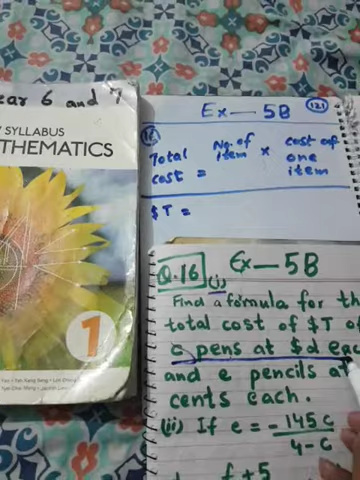 ear 6 and 7
SYLLABUS
THEMATICS
1
Ex — 5B
121
16
Total cost = No. of item × cost of one item
$T =
Q.16
Ex — 5B
(i)
Find a formula for th
total cost of $T of
c pens at $d eac
and e pencils at
cents each.
(ii) If e = -145c / 4-c
f+5